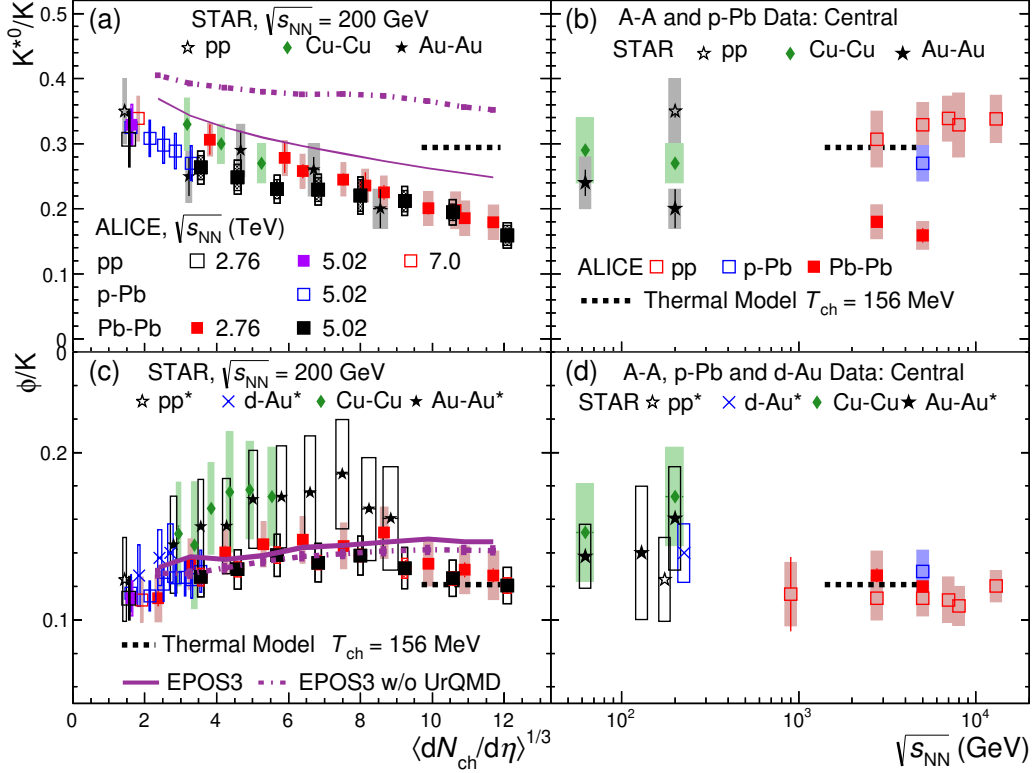 K*0/K
(a) STAR, √sNN = 200 GeV
pp Cu-Cu Au-Au
0.5
0.4
0.3
0.2
0.1
0
ALICE, √sNN (TeV)
pp 2.76 5.02 7.0
p-Pb 5.02
Pb-Pb 2.76 5.02
(b) A-A and p-Pb Data: Central
STAR pp Cu-Cu Au-Au
ALICE pp p-Pb Pb-Pb
Thermal Model Tch = 156 MeV
ϕ/K
(c) STAR, √sNN = 200 GeV
pp* d-Au* Cu-Cu Au-Au*
0
0.2
0.1
Thermal Model Tch = 156 MeV
EPOS3 EPOS3 w/o UrQMD
0 2 4 6 8 10 12
⟨dNch/dη⟩1/3
(d) A-A, p-Pb and d-Au Data: Central
STAR pp* d-Au* Cu-Cu Au-Au*
10² 10³ 10⁴
√sNN (GeV)